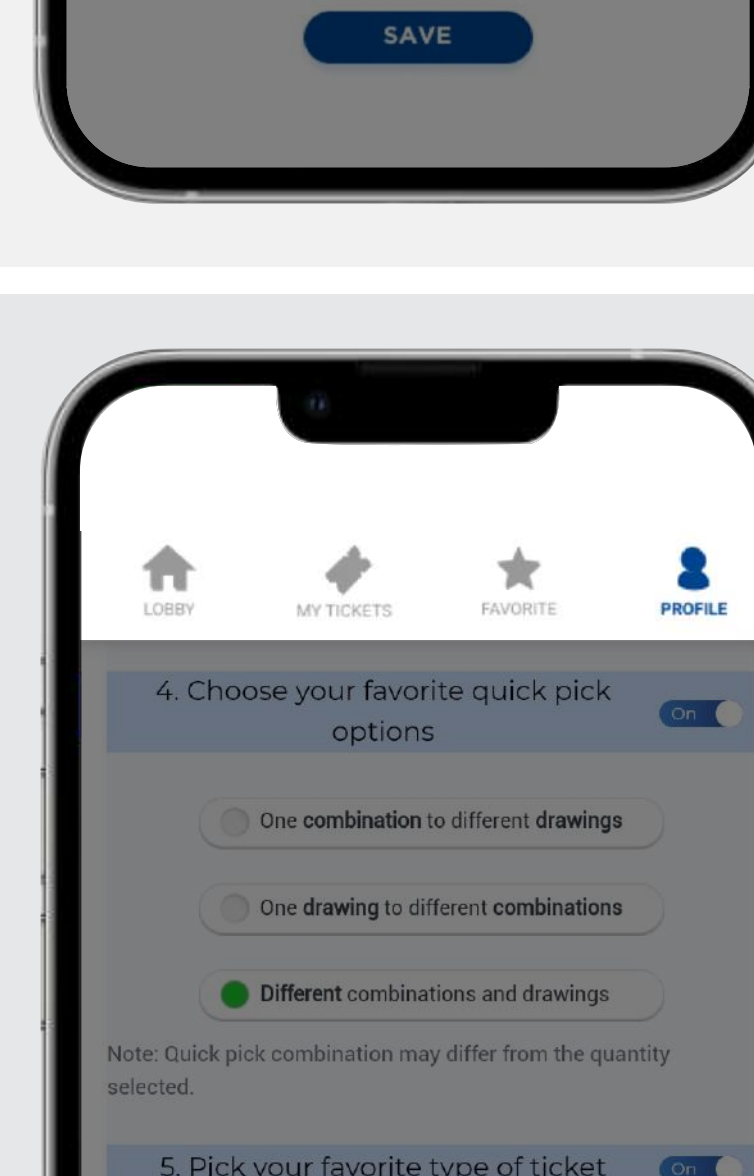 SAVE
LOBBY MY TICKETS FAVORITE PROFILE
4. Choose your favorite quick pick
options
On
One combination to different drawings
One drawing to different combinations
Different combinations and drawings
Note: Quick pick combination may differ from the quantity
selected.
5. Pick your favorite type of ticket
On